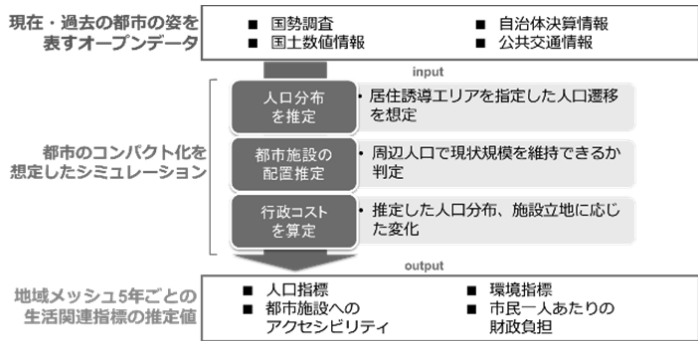 現在・過去の都市の姿を
表すオープンデータ
■ 国勢調査
■ 国土数値情報
■ 自治体決算情報
■ 公共交通情報
input
都市のコンパクト化を
想定したシミュレーション
人口分布
を推定
• 居住誘導エリアを指定した人口遷移
を想定
都市施設の
配置推定
• 周辺人口で現状規模を維持できるか
判定
行政コスト
を算定
• 推定した人口分布、施設立地に応じ
た変化
output
地域メッシュ5年ごとの
生活関連指標の推定値
■ 人口指標
■ 都市施設への
アクセシビリティ
■ 環境指標
■ 市民一人あたりの
財政負担